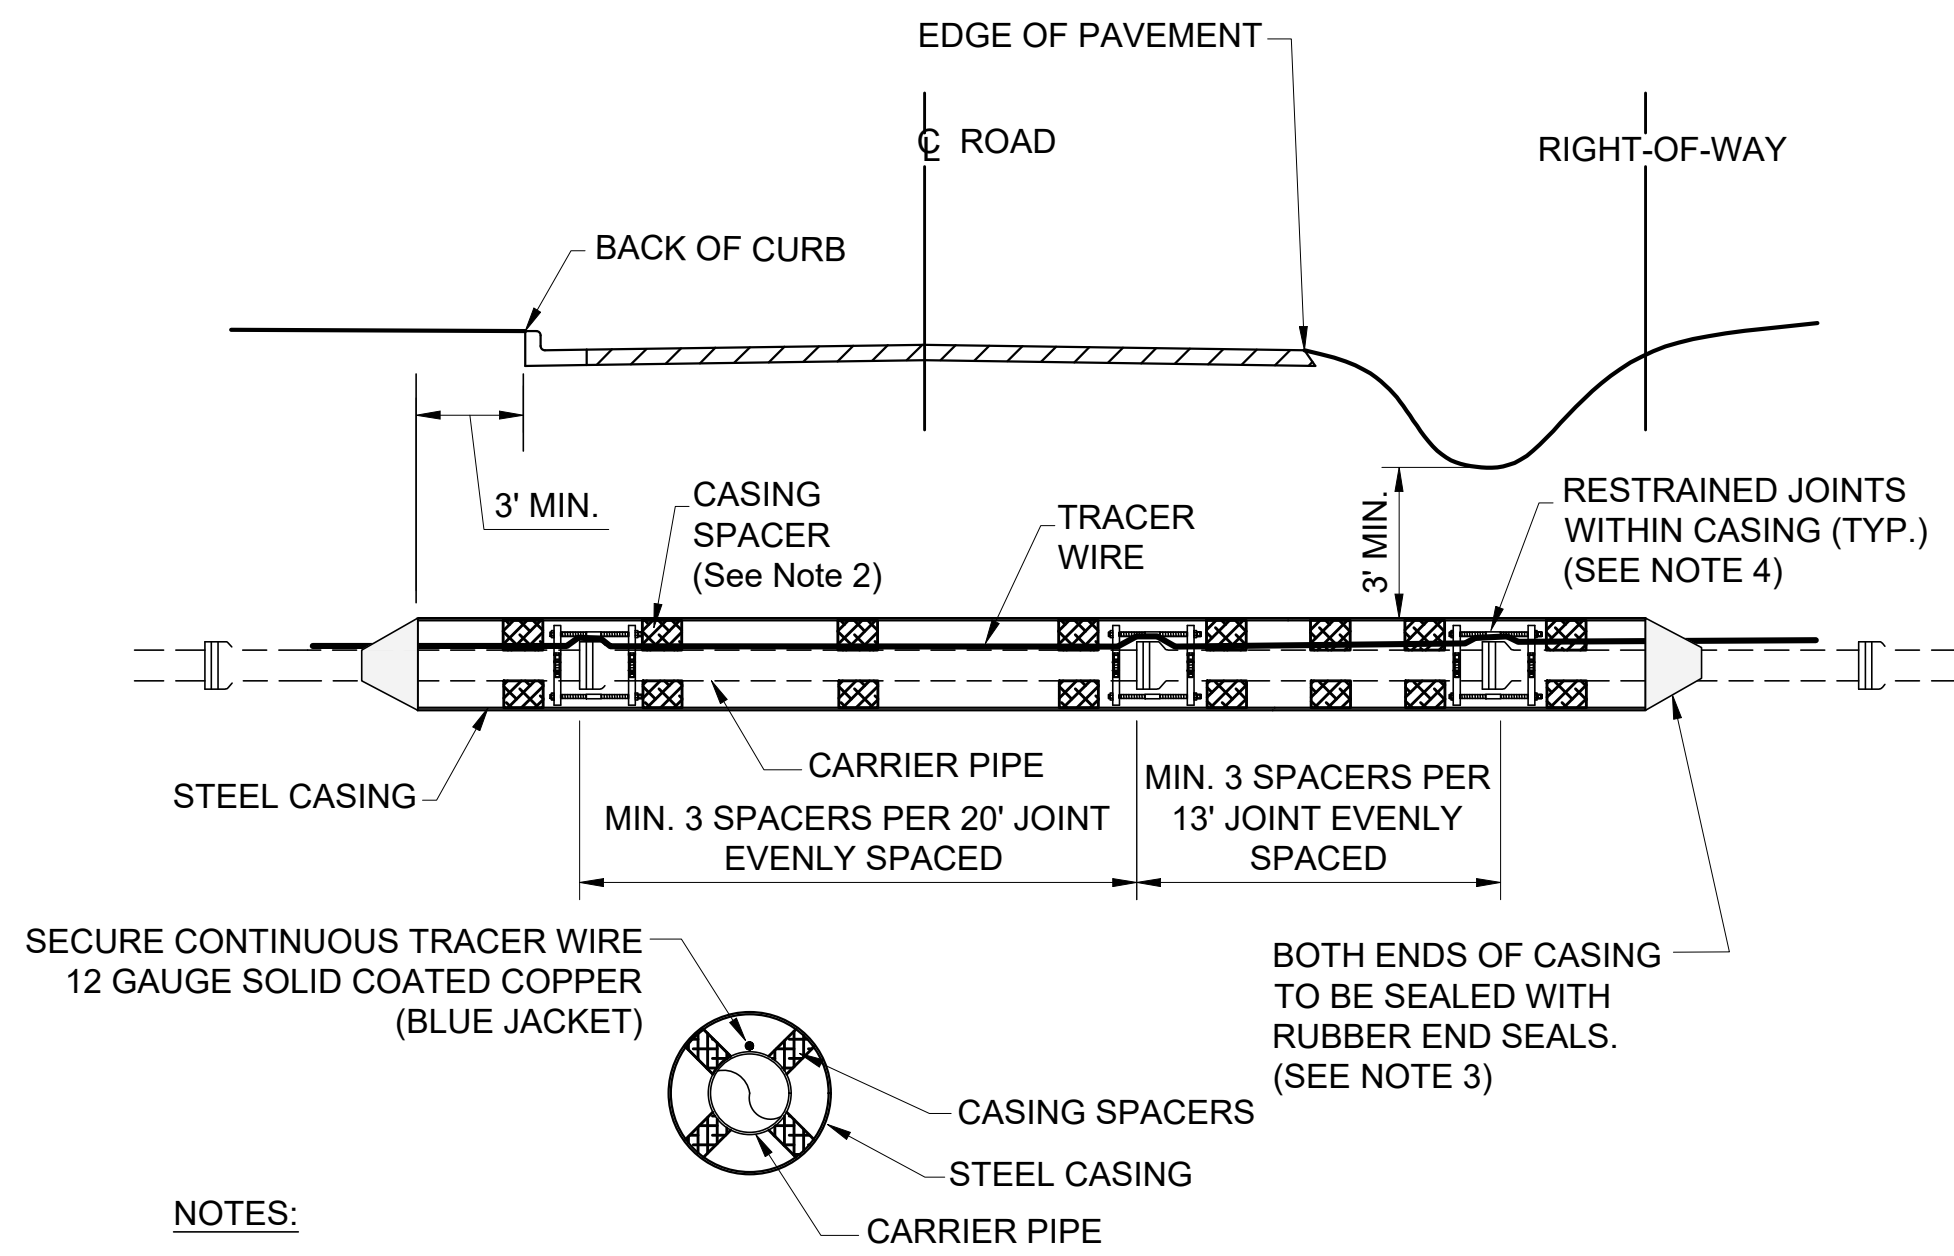 EDGE OF PAVEMENT
℄ ROAD
RIGHT-OF-WAY
BACK OF CURB
3' MIN.
CASING
SPACER
(See Note 2)
TRACER
WIRE
3' MIN.
RESTRAINED JOINTS
WITHIN CASING (TYP.)
(SEE NOTE 4)
STEEL CASING
CARRIER PIPE
MIN. 3 SPACERS PER 20' JOINT
EVENLY SPACED
MIN. 3 SPACERS PER
13' JOINT EVENLY
SPACED
SECURE CONTINUOUS TRACER WIRE
12 GAUGE SOLID COATED COPPER
(BLUE JACKET)
BOTH ENDS OF CASING
TO BE SEALED WITH
RUBBER END SEALS.
(SEE NOTE 3)
CASING SPACERS
STEEL CASING
CARRIER PIPE
NOTES: